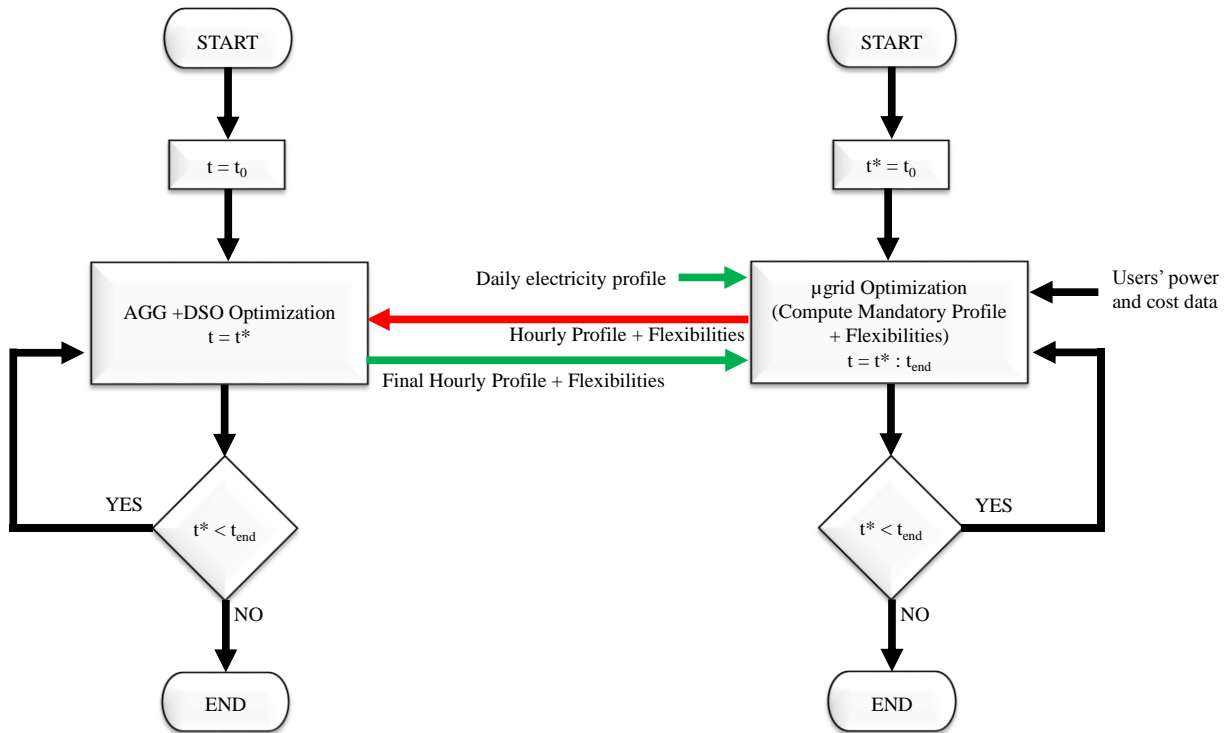 START
t = t0
AGG +DSO Optimization
t = t*
YES
t* < tend
NO
END
Daily electricity profile
Hourly Profile + Flexibilities
Final Hourly Profile + Flexibilities
START
t* = t0
µgrid Optimization
(Compute Mandatory Profile
+ Flexibilities)
t = t* : tend
Users’ power
and cost data
YES
t* < tend
NO
END